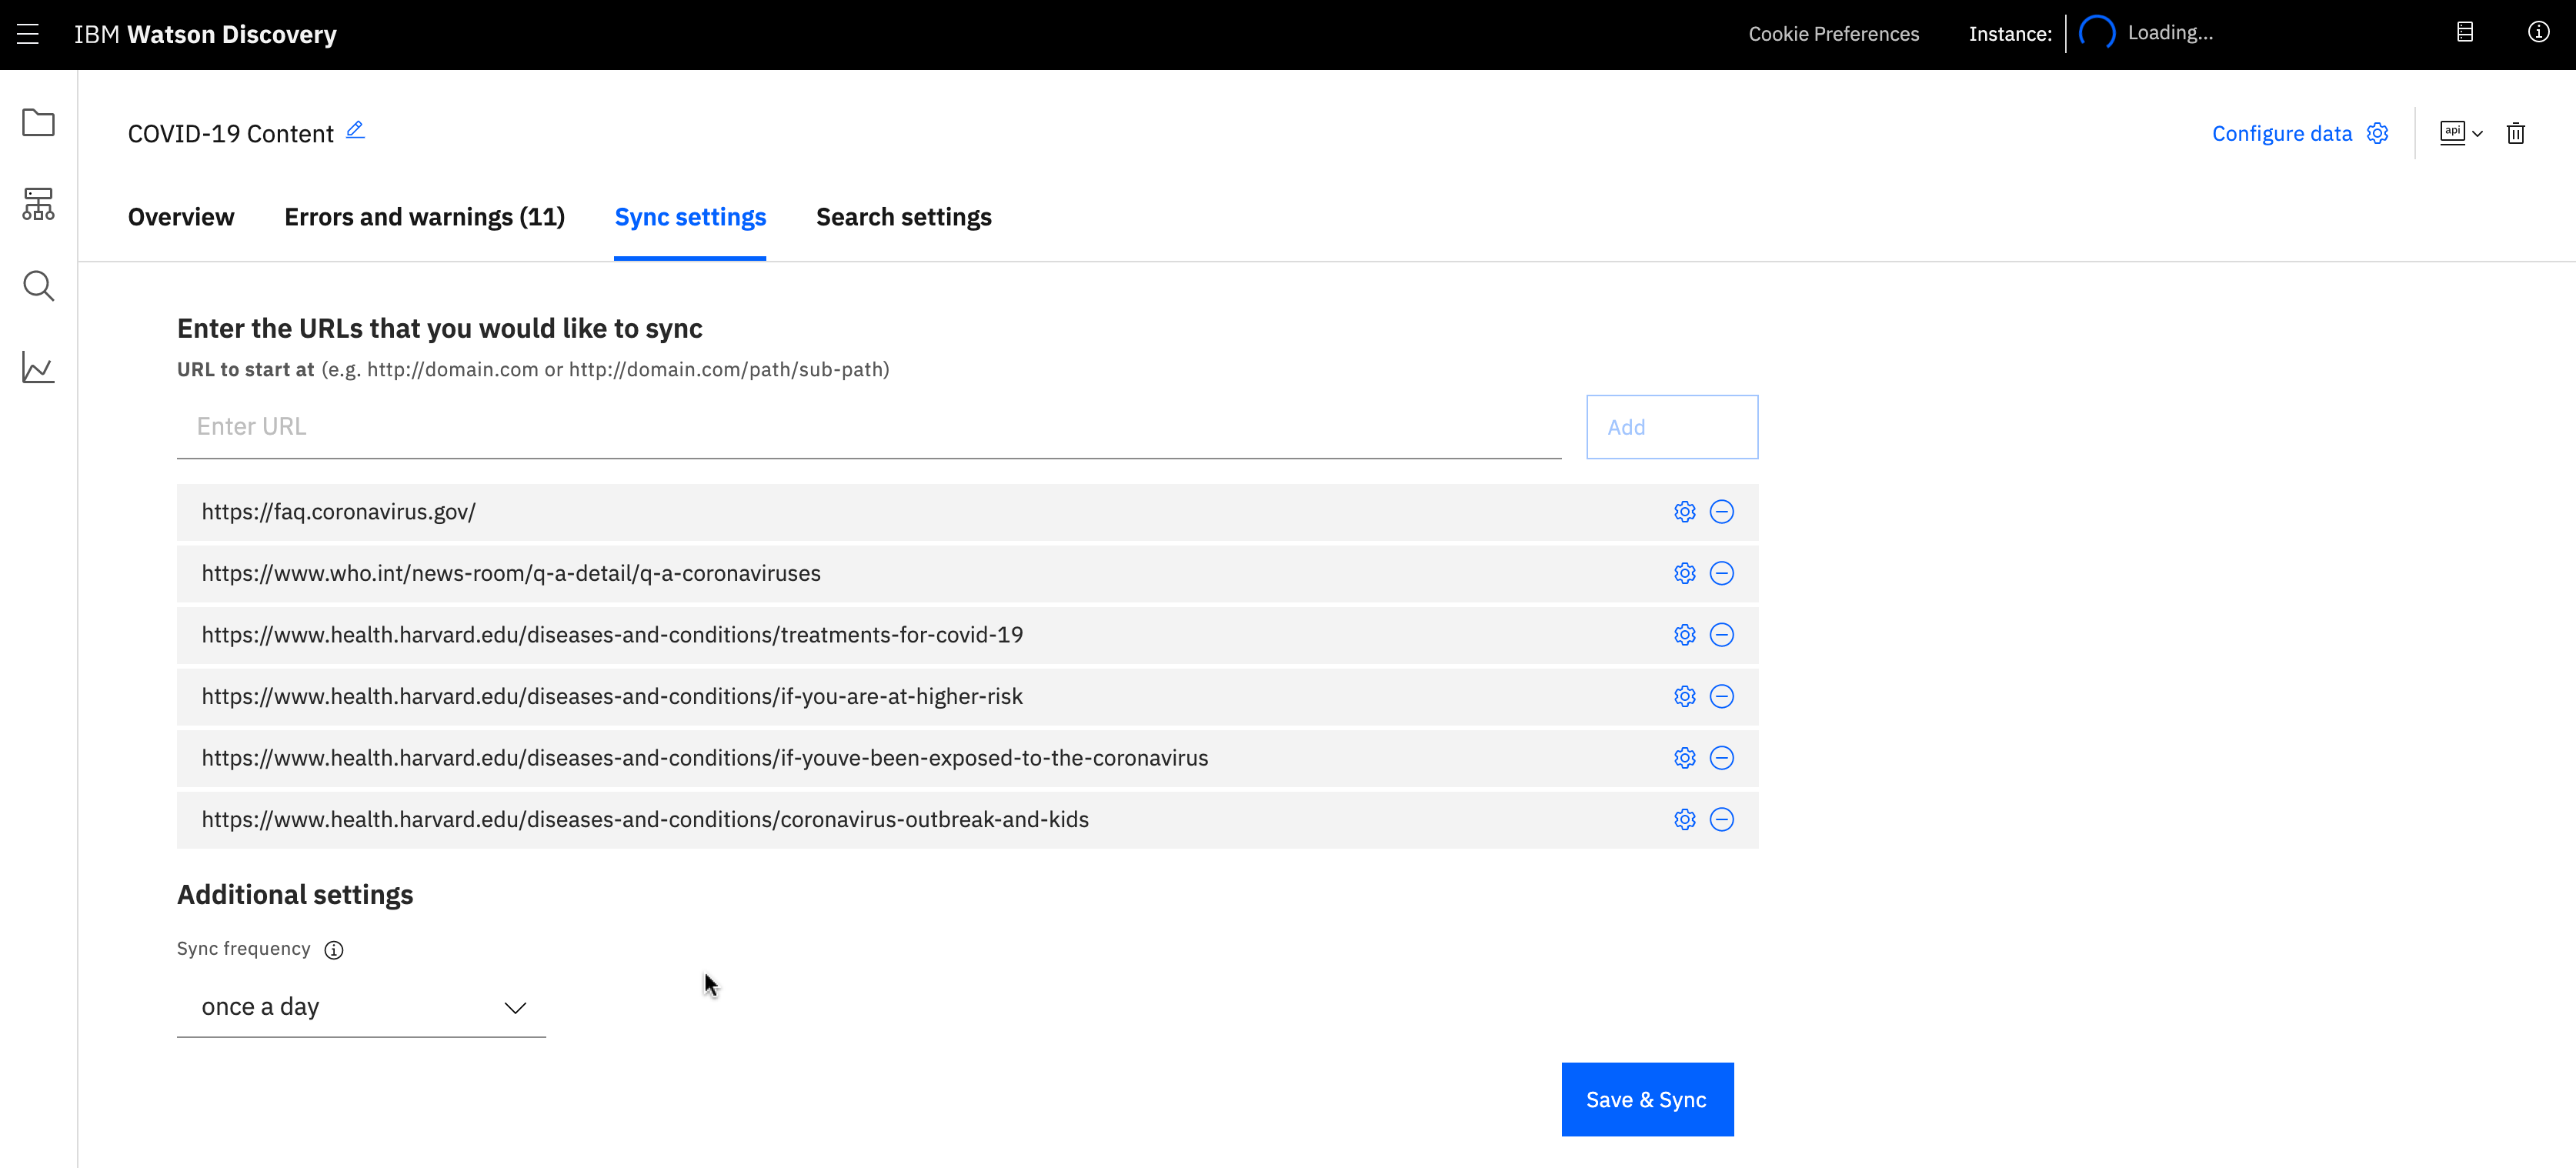 IBM Watson Discovery
Cookie Preferences
Instance:
Loading...
COVID-19 Content
Configure data
api
Overview
Errors and warnings (11)
Sync settings
Search settings
Enter the URLs that you would like to sync
URL to start at (e.g. http://domain.com or http://domain.com/path/sub-path)
Enter URL
Add
https://faq.coronavirus.gov/
https://www.who.int/news-room/q-a-detail/q-a-coronaviruses
https://www.health.harvard.edu/diseases-and-conditions/treatments-for-covid-19
https://www.health.harvard.edu/diseases-and-conditions/if-you-are-at-higher-risk
https://www.health.harvard.edu/diseases-and-conditions/if-youve-been-exposed-to-the-coronavirus
https://www.health.harvard.edu/diseases-and-conditions/coronavirus-outbreak-and-kids
Additional settings
Sync frequency
once a day
Save & Sync